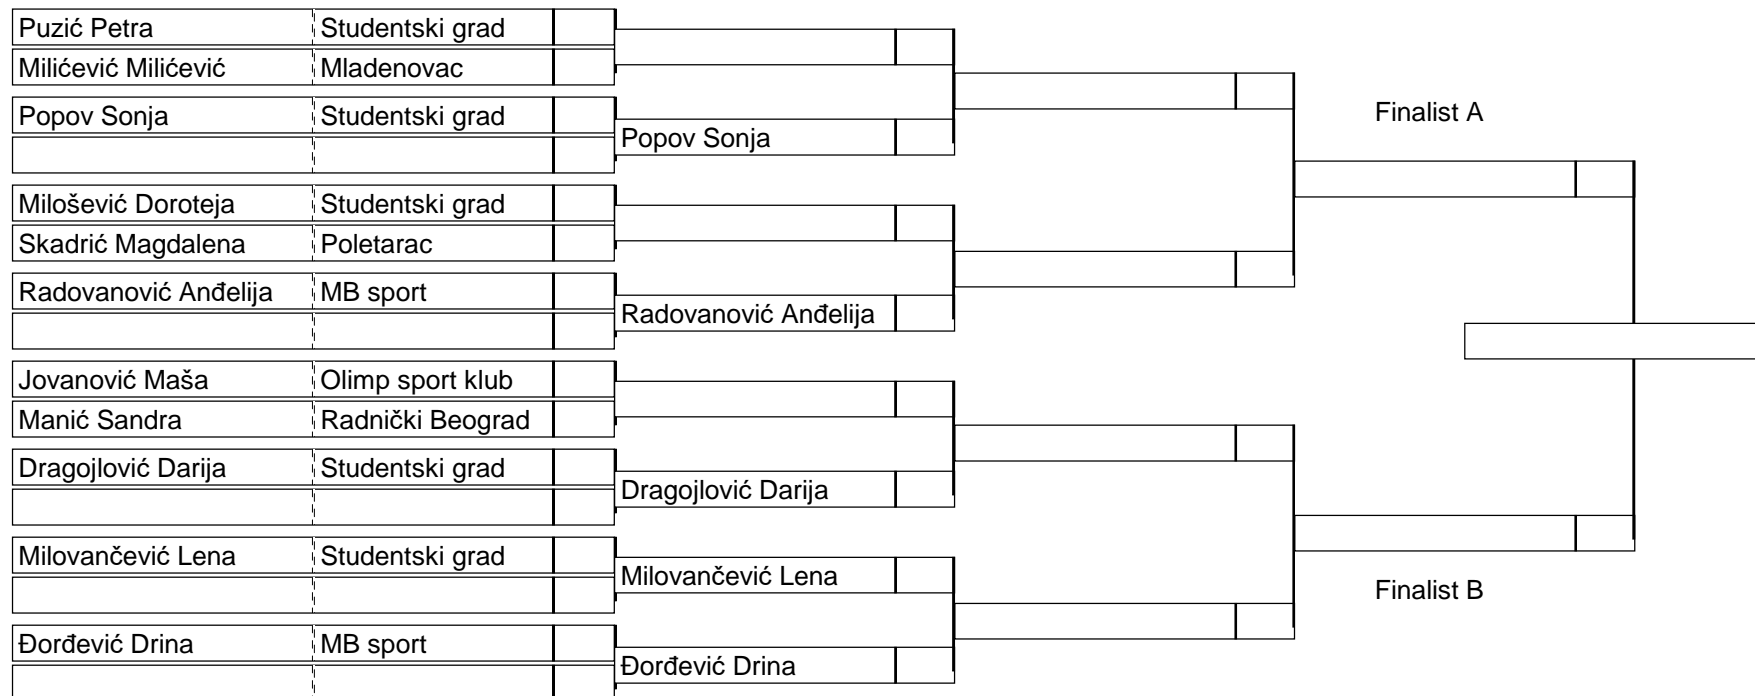 Puzić Petra Studentski grad
Milićević Milićević Mladenovac
Popov Sonja Studentski grad
Popov Sonja
Milošević Doroteja Studentski grad
Skadrić Magdalena Poletarac
Radovanović Anđelija MB sport
Radovanović Anđelija
Jovanović Maša Olimp sport klub
Manić Sandra Radnički Beograd
Dragojlović Darija Studentski grad
Dragojlović Darija
Milovančević Lena Studentski grad
Milovančević Lena
Đorđević Drina MB sport
Đorđević Drina
Finalist A
Finalist B